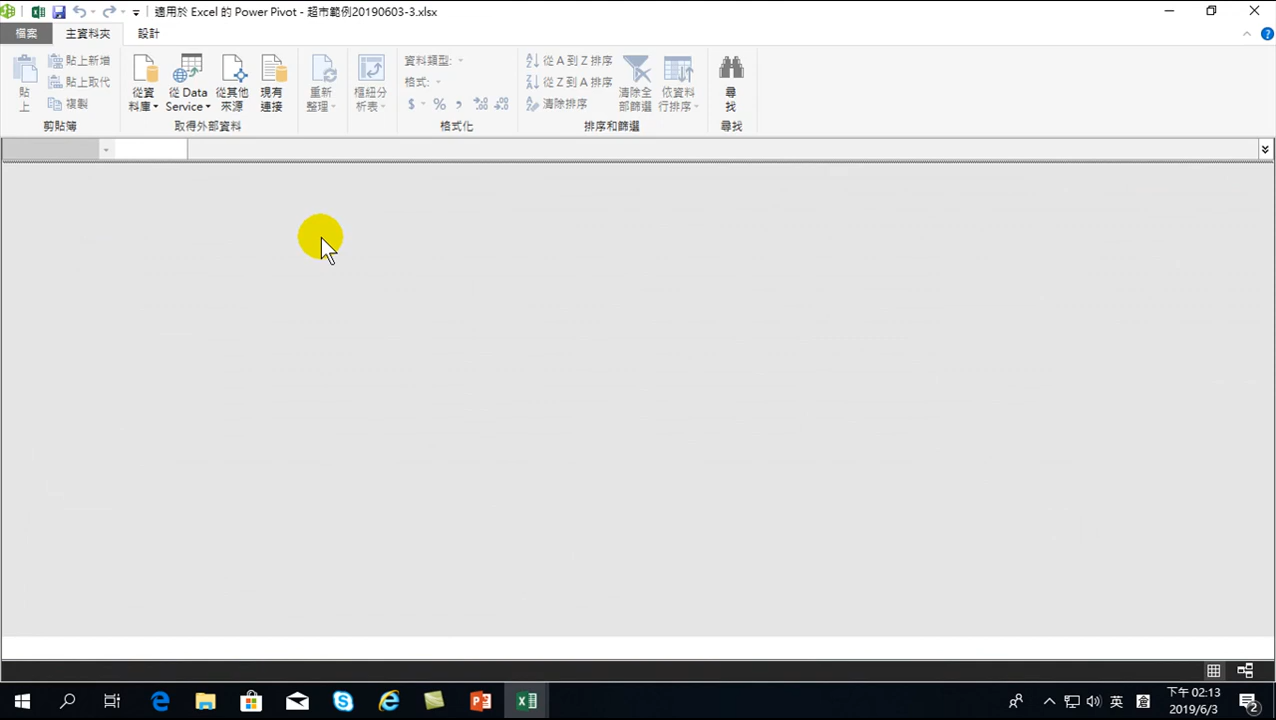 適用於 Excel 的 Power Pivot - 超市範例20190603-3.xlsx
檔案 主資料夾 設計
貼上
貼上新增
貼上取代
複製
剪貼簿
從資料庫
從 Data Service
從其他來源
現有連接
取得外部資料
重新整理
樞紐分析表
資料類型:
格式:
$ % ,
格式化
從 A 到 Z 排序
從 Z 到 A 排序
清除排序
清除全部篩選
依資料行排序
排序和篩選
尋找
尋找
英
下午 02:13
2019/6/3
2